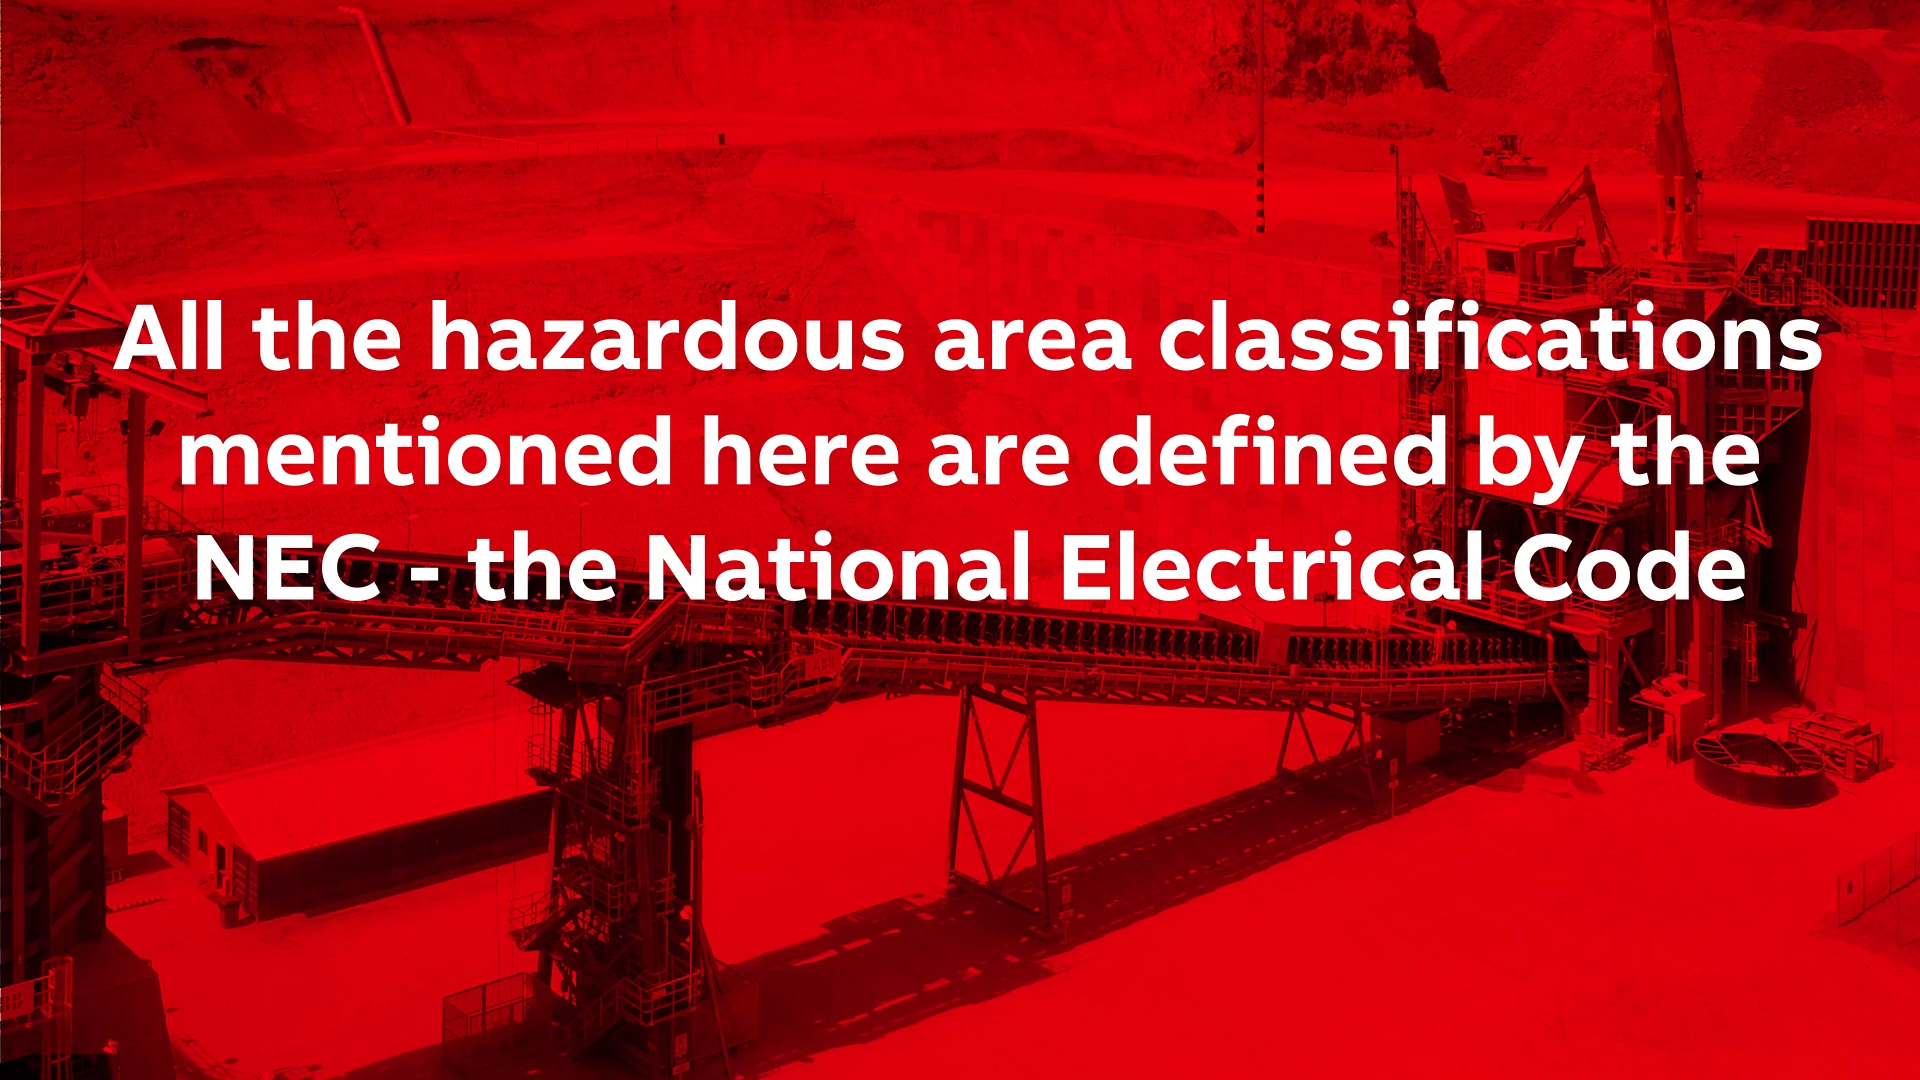 All the hazardous area classifications
mentioned here are defined by the
NEC - the National Electrical Code